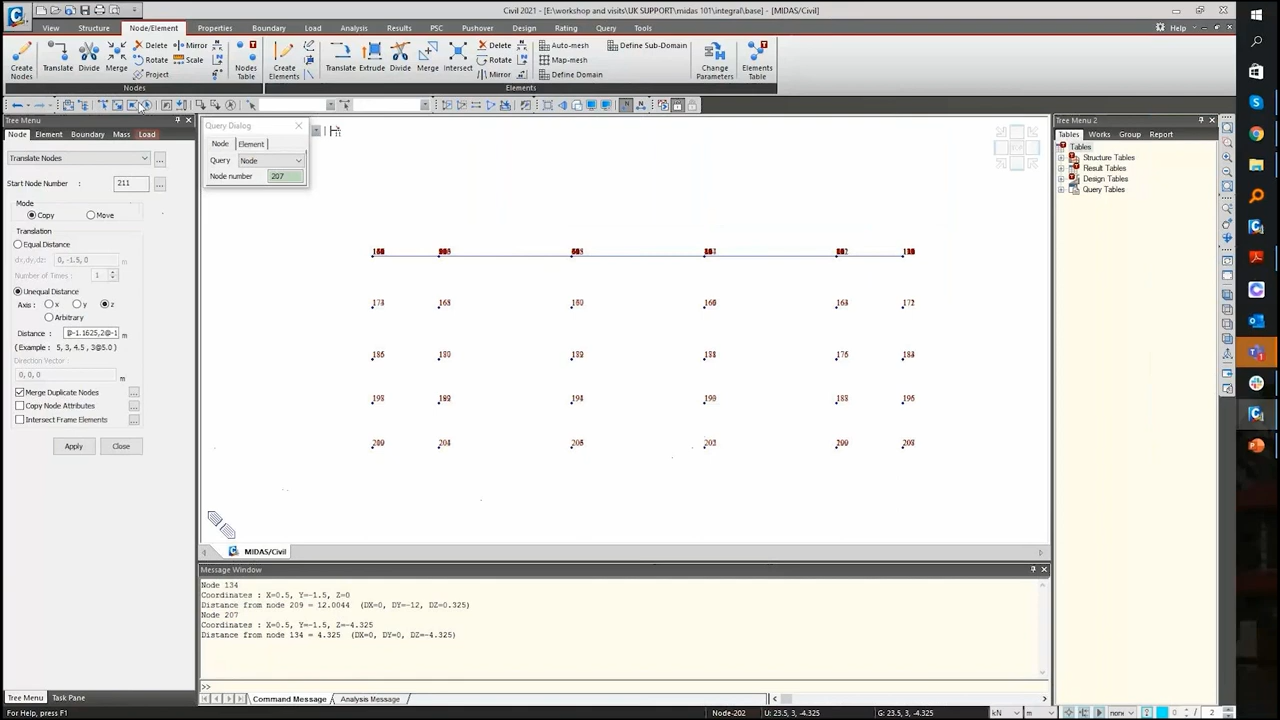 Civil 2021 - [E:\workshop and visits\UK SUPPORT\midas 101\integral\base] - [MIDAS/Civil]
View Structure Node/Element Properties Boundary Load Analysis Results PSC Pushover Design Rating Query Tools Help
Create Nodes Translate Divide Merge Delete Rotate Project Mirror Scale Nodes Table
Create Elements Translate Extrude Divide Merge Intersect Delete Rotate Mirror
Auto-mesh Map-mesh Define Domain Define Sub-Domain Change Parameters Elements Table
Nodes Elements
Tree Menu
Node Element Boundary Mass Load
Translate Nodes
Start Node Number : 211
Mode
Copy Move
Translation
Equal Distance
dx,dy,dz : 0, -1.5, 0 m
Number of Times : 1
Unequal Distance
Axis : x y z
Arbitrary
Distance : @-1.1625,2@-1 m
( Example : 5, 3, 4.5 , 3@5.0 )
Direction Vector :
0, 0, 0 m
Merge Duplicate Nodes
Copy Node Attributes
Intersect Frame Elements
Apply Close
Tree Menu Task Pane
For Help, press F1
Query Dialog
Node Element
Query Node
Node number 207
TOP
MIDAS/Civil
Message Window
Node 134
Coordinates : X=0.5, Y=-1.5, Z=0
Distance from node 209 = 12.0044 (DX=0, DY=-12, DZ=0.325)
Node 207
Coordinates : X=0.5, Y=-1.5, Z=-4.325
Distance from node 134 = 4.325 (DX=0, DY=0, DZ=-4.325)
>>
Command Message Analysis Message
Node-202 U: 23.5, 3, -4.325 G: 23.5, 3, -4.325 kN m none 0 / 2
Tree Menu 2
Tables Works Group Report
Tables
Structure Tables
Result Tables
Design Tables
Query Tables